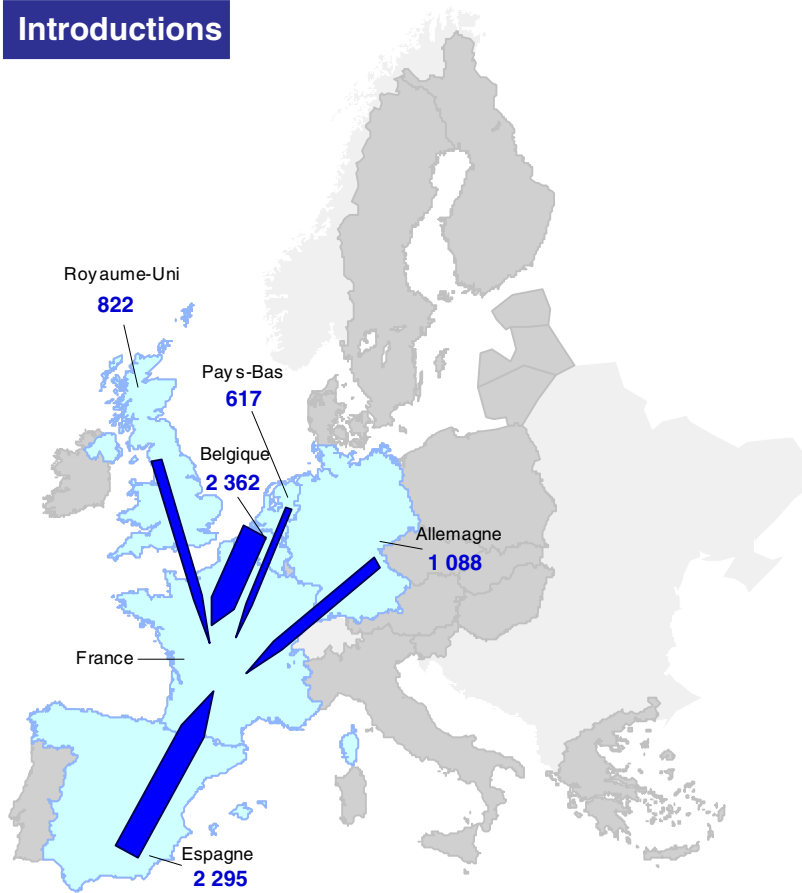 Introductions
Royaume-Uni
822
Pays-Bas
617
Belgique
2 362
Allemagne
1 088
France
Espagne
2 295